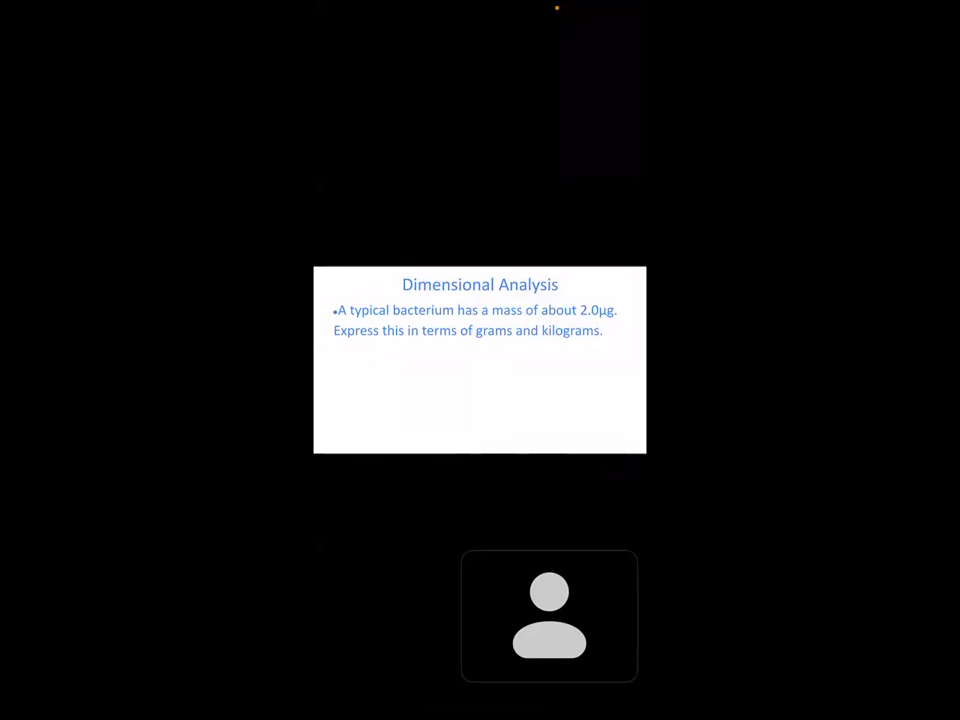 Dimensional Analysis
•A typical bacterium has a mass of about 2.0μg.
Express this in terms of grams and kilograms.